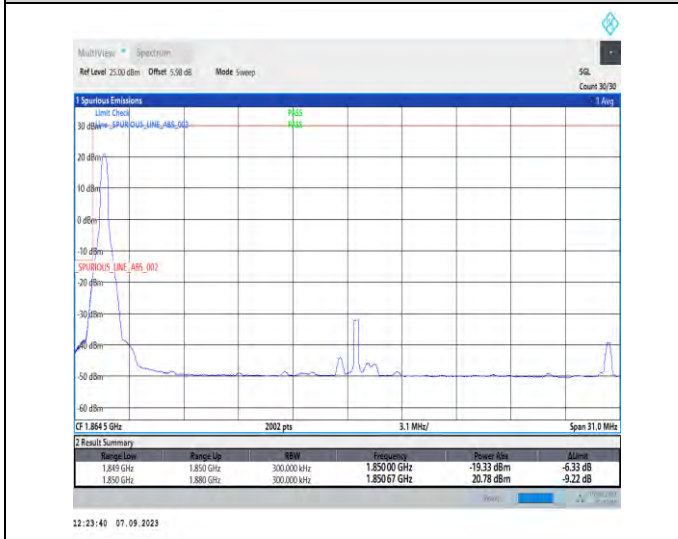 MultiView Spectrum
Ref Level 25.00 dBm Offset 5.98 dB Mode Sweep SGL
Count 30/30
1 Spurious Emissions 1 Avg
Limit Check PASS
30 dBm Line _SPURIOUS_LINE_ABS_002 PASS
20 dBm
10 dBm
0 dBm
-10 dBm
_SPURIOUS_LINE_ABS_002
-20 dBm
-30 dBm
-40 dBm
-50 dBm
-60 dBm
CF 1.864 5 GHz 2002 pts 3.1 MHz/ Span 31.0 MHz
2 Result Summary
Range Low Range Up RBW Frequency Power Abs ΔLimit
1.849 GHz 1.850 GHz 300.000 kHz 1.850 00 GHz -19.33 dBm -6.33 dB
1.850 GHz 1.880 GHz 300.000 kHz 1.850 67 GHz 20.78 dBm -9.22 dB
12:23:40 07.09.2023